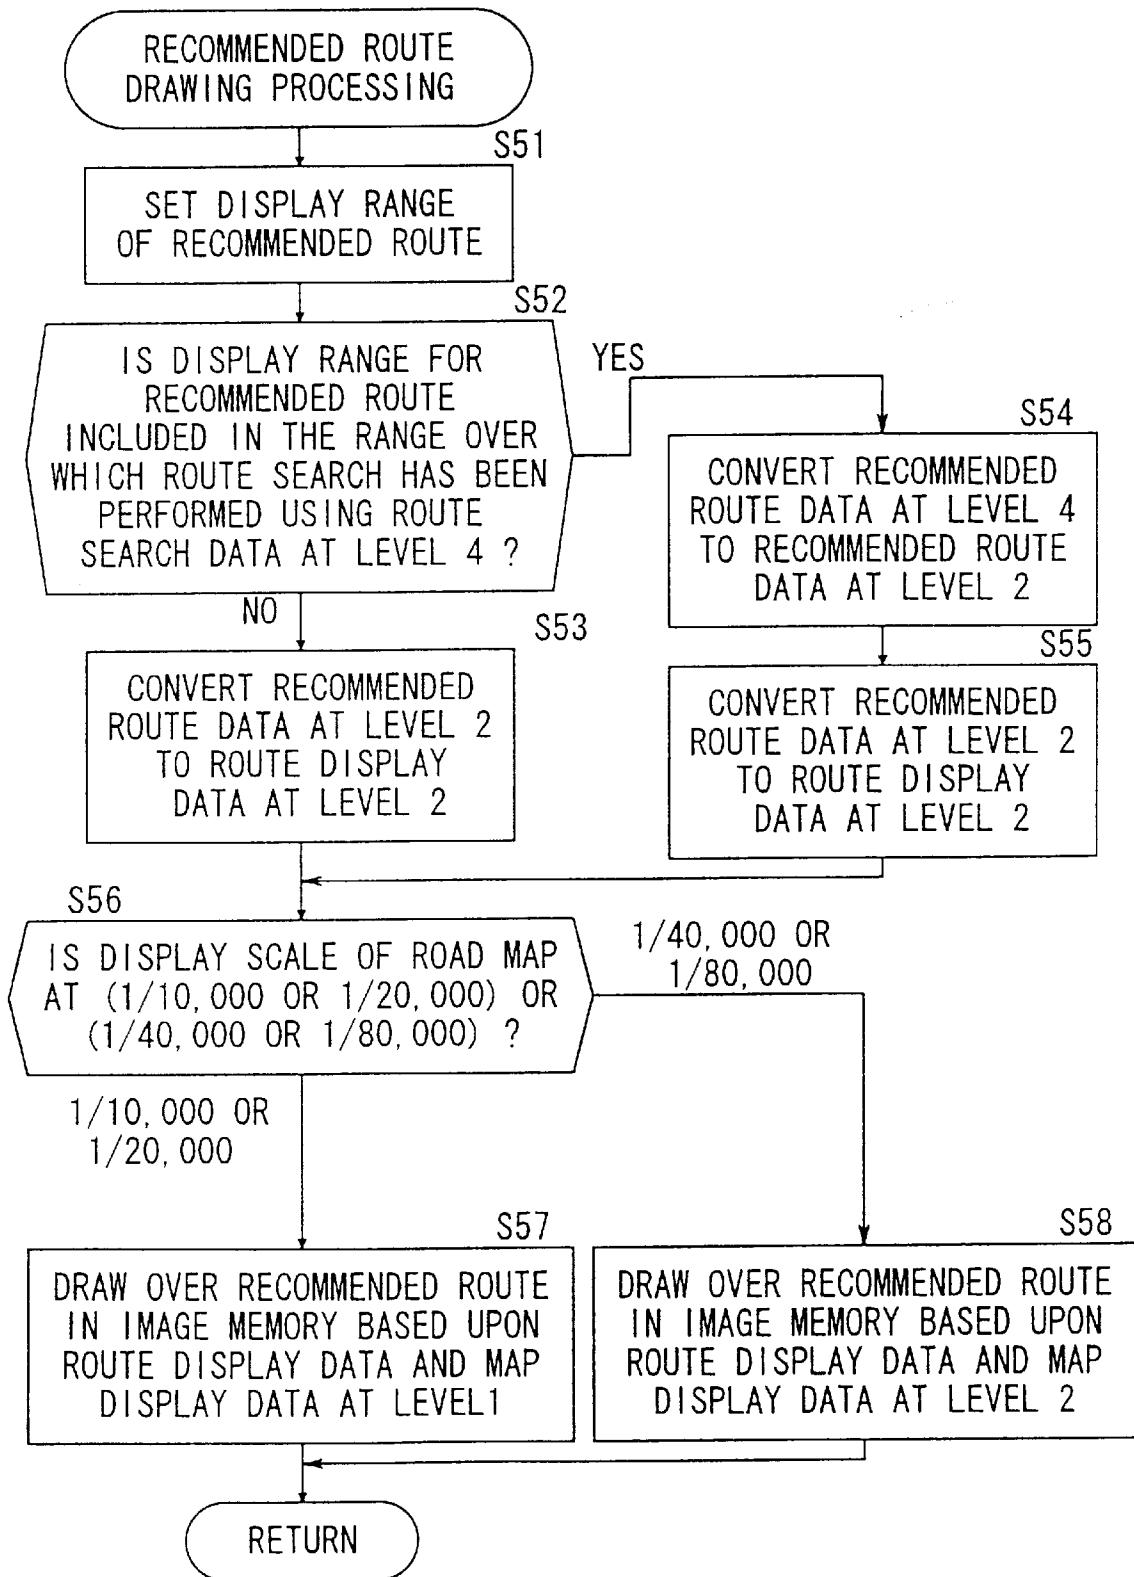 RECOMMENDED ROUTE
DRAWING PROCESSING
S51
SET DISPLAY RANGE
OF RECOMMENDED ROUTE
S52
IS DISPLAY RANGE FOR
RECOMMENDED ROUTE
INCLUDED IN THE RANGE OVER
WHICH ROUTE SEARCH HAS BEEN
PERFORMED USING ROUTE
SEARCH DATA AT LEVEL 4 ?
YES
NO
S54
CONVERT RECOMMENDED
ROUTE DATA AT LEVEL 4
TO RECOMMENDED ROUTE
DATA AT LEVEL 2
S53
CONVERT RECOMMENDED
ROUTE DATA AT LEVEL 2
TO ROUTE DISPLAY
DATA AT LEVEL 2
S55
CONVERT RECOMMENDED
ROUTE DATA AT LEVEL 2
TO ROUTE DISPLAY
DATA AT LEVEL 2
S56
IS DISPLAY SCALE OF ROAD MAP
AT (1/10,000 OR 1/20,000) OR
(1/40,000 OR 1/80,000) ?
1/40,000 OR
1/80,000
1/10,000 OR
1/20,000
S57
DRAW OVER RECOMMENDED ROUTE
IN IMAGE MEMORY BASED UPON
ROUTE DISPLAY DATA AND MAP
DISPLAY DATA AT LEVEL1
S58
DRAW OVER RECOMMENDED ROUTE
IN IMAGE MEMORY BASED UPON
ROUTE DISPLAY DATA AND MAP
DISPLAY DATA AT LEVEL 2
RETURN